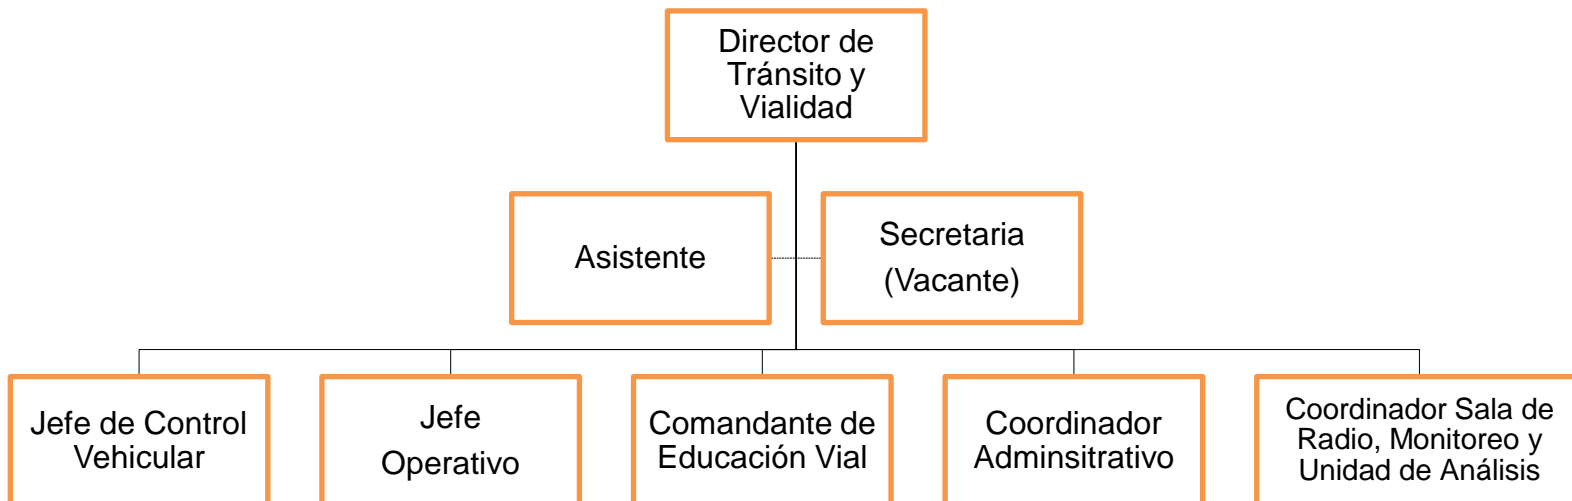 Director de
Tránsito y
Vialidad
Asistente
Secretaria
(Vacante)
Jefe de Control
Vehicular
Jefe
Operativo
Comandante de
Educación Vial
Coordinador
Adminsitrativo
Coordinador Sala de
Radio, Monitoreo y
Unidad de Análisis